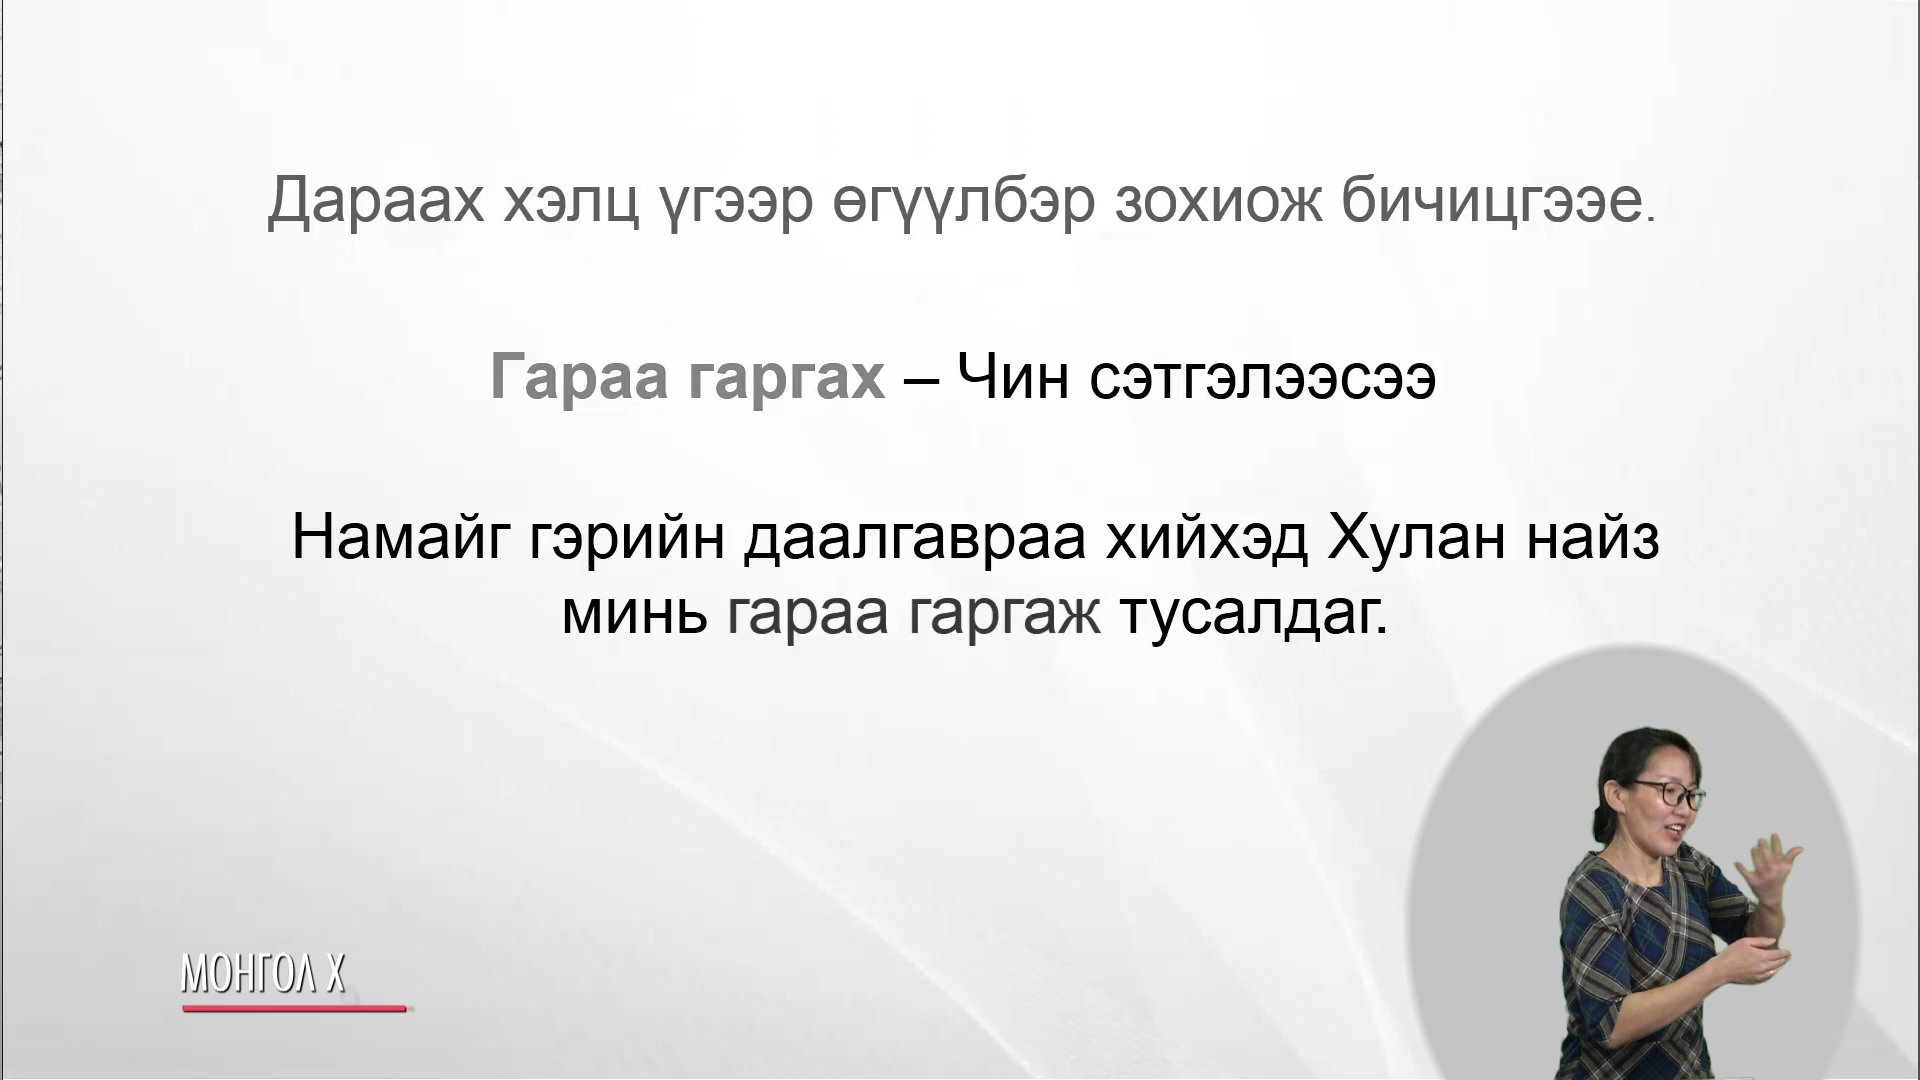 Дараах хэлц үгээр өгүүлбэр зохиож бичицгээе.
Гараа гаргах – Чин сэтгэлээсээ
Намайг гэрийн даалгавраа хийхэд Хулан найз
минь гараа гаргаж тусалдаг.
МОНГОЛ Х